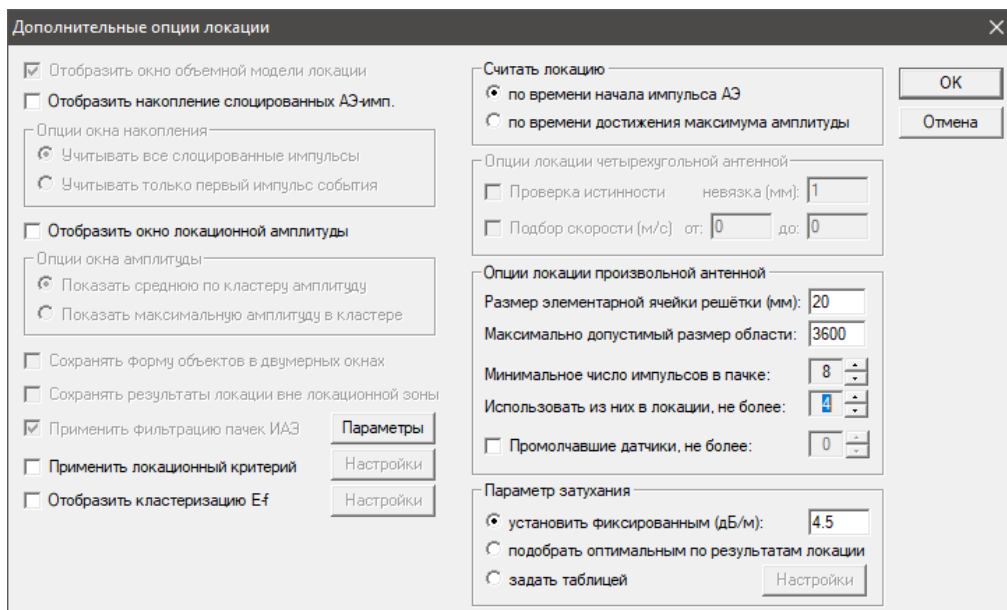 Дополнительные опции локации
Отобразить окно объемной модели локации
Отобразить накопление слоцированных АЭ-имп.
Опции окна накопления
Учитывать все слоцированные импульсы
Учитывать только первый импульс события
Отобразить окно локационной амплитуды
Опции окна амплитуды
Показать среднюю по кластеру амплитуду
Показать максимальную амплитуду в кластере
Сохранять форму объектов в двумерных окнах
Сохранять результаты локации вне локационной зоны
Применить фильтрацию пачек ИАЭ Параметры
Применить локационный критерий Настройки
Отобразить кластеризацию E-f Настройки
Считать локацию
по времени начала импульса АЭ
по времени достижения максимума амплитуды
Опции локации четырехугольной антенной
Проверка истинности невязка (мм): 1
Подбор скорости (м/с) от: 0 до: 0
Опции локации произвольной антенной
Размер элементарной ячейки решётки (мм): 20
Максимально допустимый размер области: 3600
Минимальное число импульсов в пачке: 8
Использовать из них в локации, не более: 4
Промолчавшие датчики, не более: 0
Параметр затухания
установить фиксированным (дБ/м): 4.5
подобрать оптимальным по результатам локации
задать таблицей Настройки
OK
Отмена